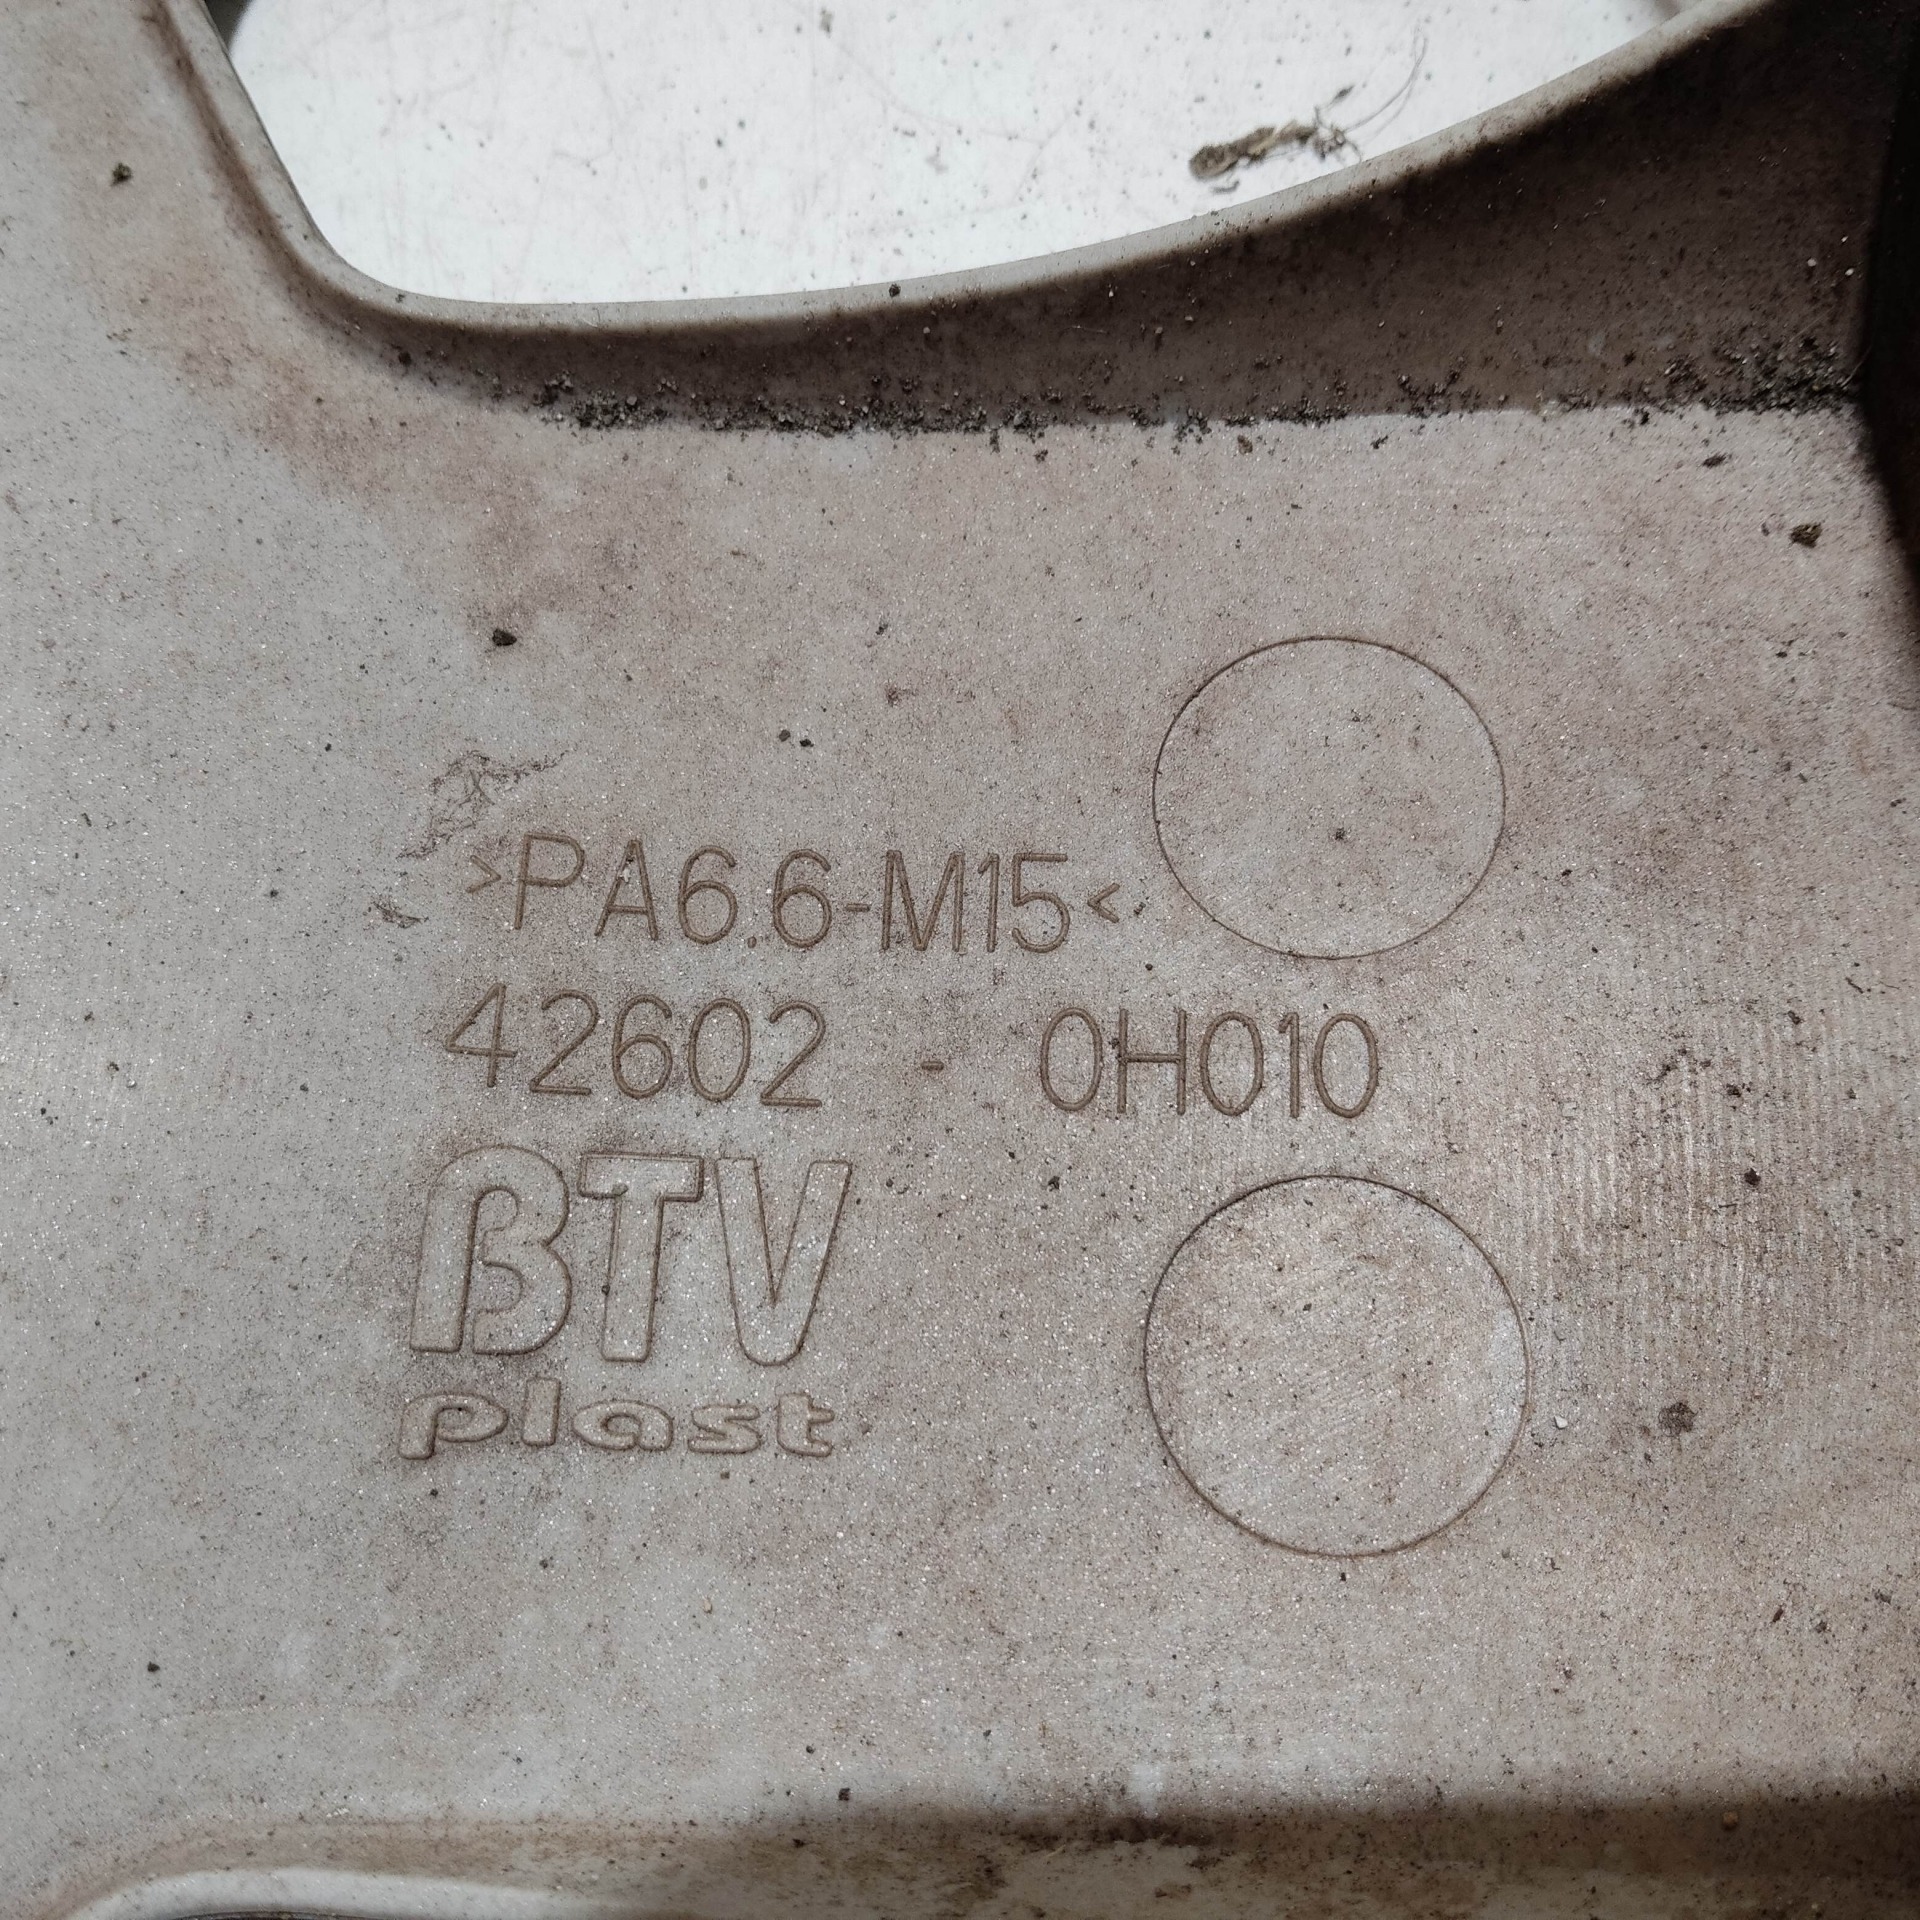 >PA6.6-M15<
42602 - 0H010
BTV
plast